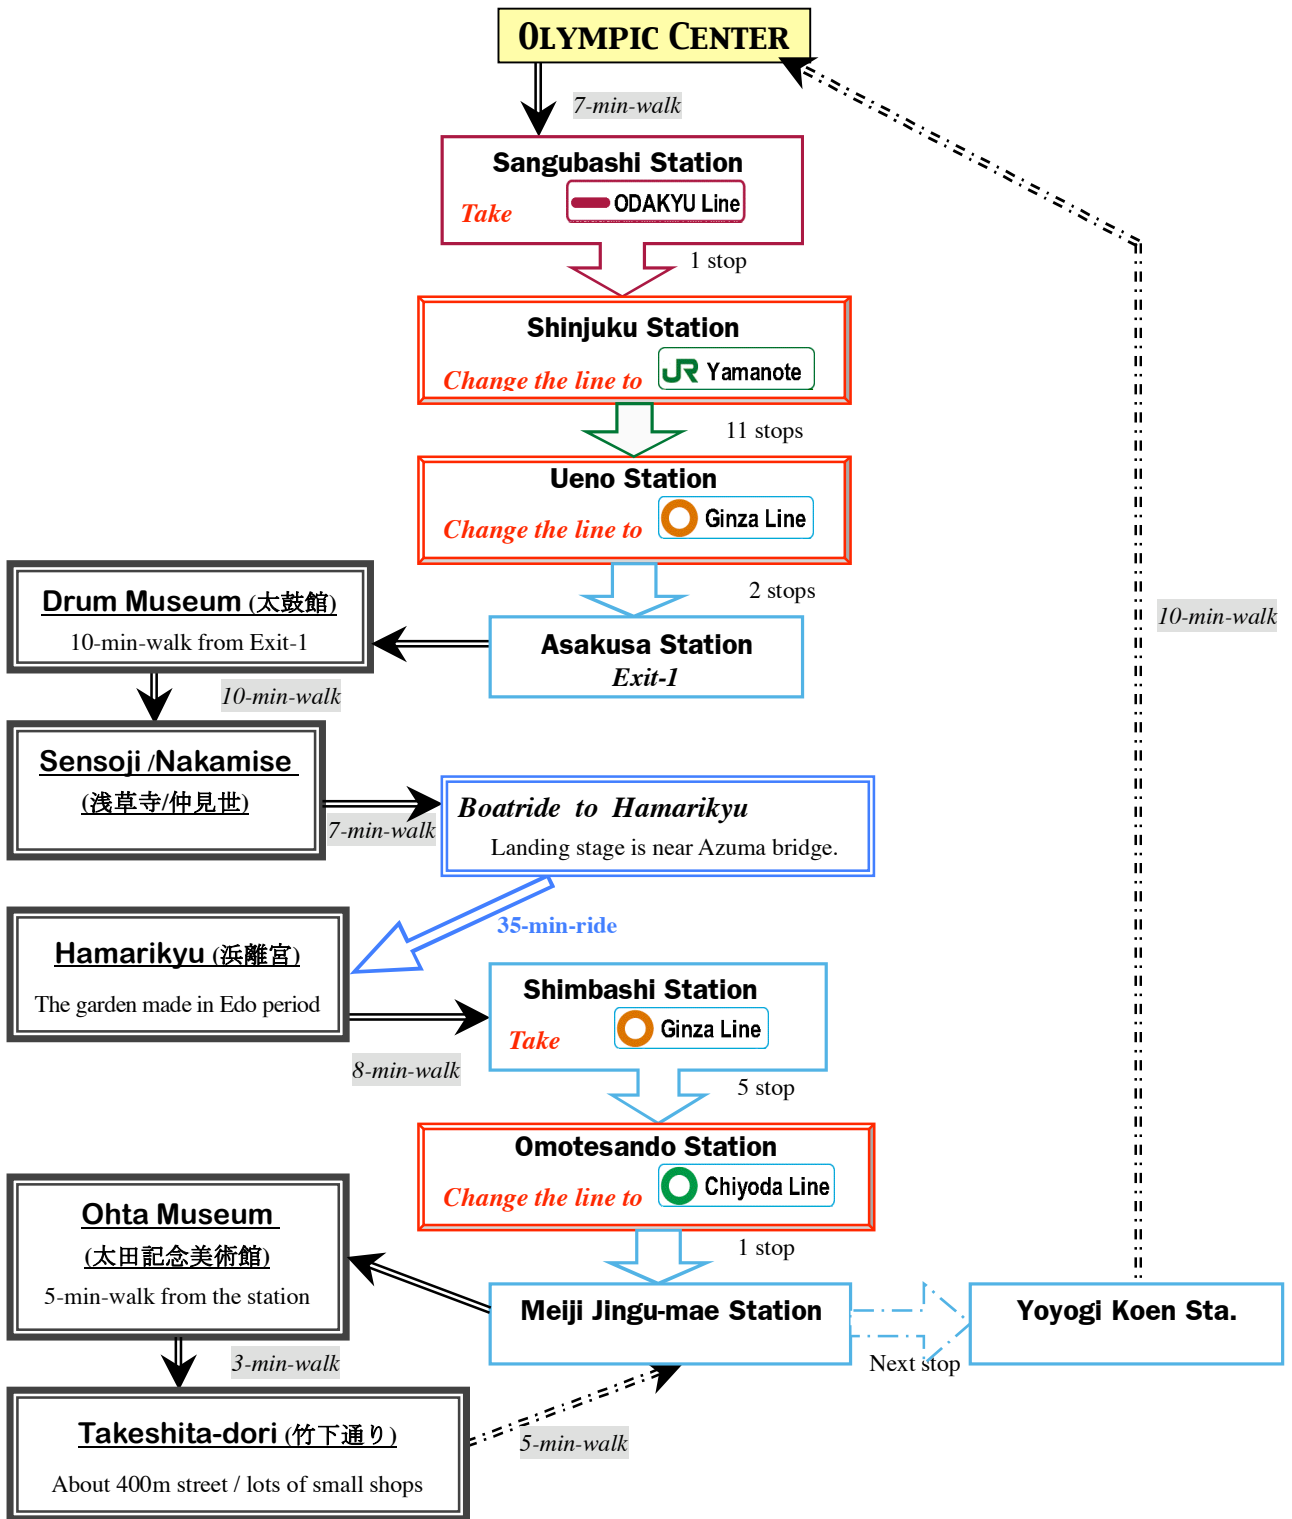 OLYMPIC CENTER
7-min-walk
Sangubashi Station
Take ODAKYU Line
1 stop
Shinjuku Station
Change the line to JR Yamanote
11 stops
Ueno Station
Change the line to Ginza Line
2 stops
Drum Museum (太鼓館)
10-min-walk from Exit-1
Asakusa Station
Exit-1
10-min-walk
10-min-walk
Sensoji /Nakamise
(浅草寺/仲見世)
7-min-walk
Boatride to Hamarikyu
Landing stage is near Azuma bridge.
35-min-ride
Hamarikyu (浜離宮)
The garden made in Edo period
8-min-walk
Shimbashi Station
Take Ginza Line
5 stop
Omotesando Station
Change the line to Chiyoda Line
1 stop
Ohta Museum
(太田記念美術館)
5-min-walk from the station
Meiji Jingu-mae Station
Next stop
Yoyogi Koen Sta.
3-min-walk
Takeshita-dori (竹下通り)
About 400m street / lots of small shops
5-min-walk